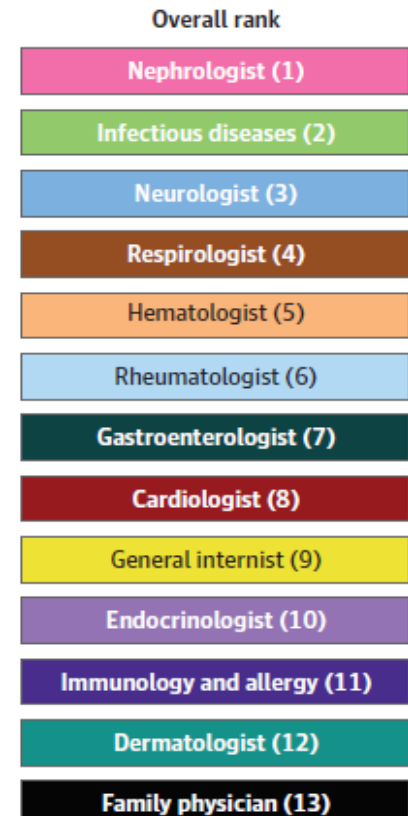 Overall rank
Nephrologist (1)
Infectious diseases (2)
Neurologist (3)
Respirologist (4)
Hematologist (5)
Rheumatologist (6)
Gastroenterologist (7)
Cardiologist (8)
General internist (9)
Endocrinologist (10)
Immunology and allergy (11)
Dermatologist (12)
Family physician (13)